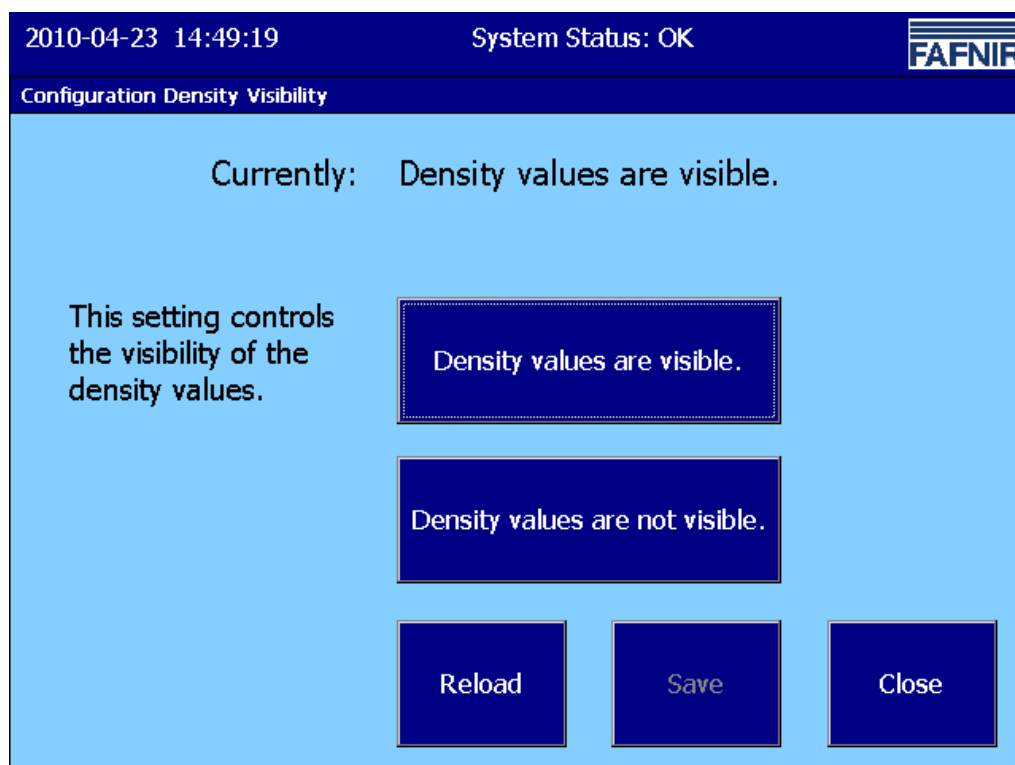 2010-04-23 14:49:19 System Status: OK FAFNIR
Configuration Density Visibility
Currently: Density values are visible.
This setting controls
the visibility of the
density values.
Density values are visible.
Density values are not visible.
Reload Save Close